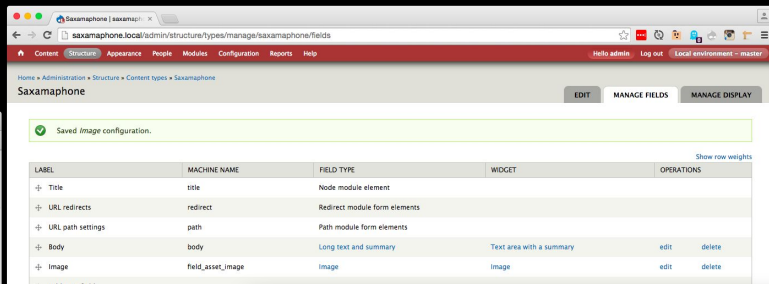 Saxamaphone | saxamapho
saxamaphone.local/admin/structure/types/manage/saxamaphone/fields
Content Structure Appearance People Modules Configuration Reports Help Hello admin Log out Local environment - master
Home » Administration » Structure » Content types » Saxamaphone
Saxamaphone EDIT MANAGE FIELDS MANAGE DISPLAY
Saved Image configuration.
Show row weights
LABEL MACHINE NAME FIELD TYPE WIDGET OPERATIONS
Title title Node module element
URL redirects redirect Redirect module form elements
URL path settings path Path module form elements
Body body Long text and summary Text area with a summary edit delete
Image field_asset_image Image Image edit delete